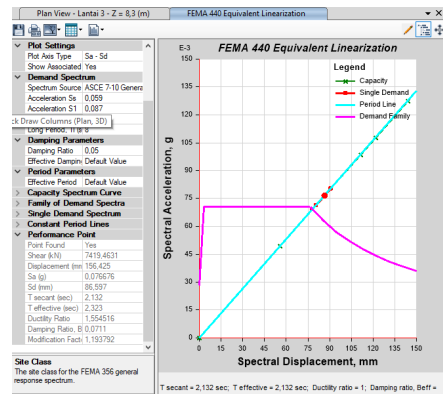 Plan View - Lantai 3 - Z = 8,3 (m)
FEMA 440 Equivalent Linearization
Plot Settings
Plot Axis Type Sa - Sd
Show Associated Yes
Demand Spectrum
Spectrum Source ASCE 7-10 Genera
Acceleration Ss 0,059
Acceleration S1 0,087
ck Draw Columns (Plan, 3D)
Long Period, Tl (s 8
Damping Parameters
Damping Ratio 0,05
Effective Dampin Default Value
Period Parameters
Effective Period Default Value
Capacity Spectrum Curve
Family of Demand Spectra
Single Demand Spectrum
Constant Period Lines
Performance Point
Point Found Yes
Shear (kN) 7419,4631
Displacement (mm 156,425
Sa (g) 0,076676
Sd (mm) 86,597
T secant (sec) 2,132
T effective (sec) 2,323
Ductility Ratio 1,554516
Damping Ratio, B 0,0711
Modification Facto 1,193792
Site Class
The site class for the FEMA 356 general
response spectrum.
E-3 FEMA 440 Equivalent Linearization
Legend
Capacity
Single Demand
Period Line
Demand Family
Spectral Acceleration, g
150
135
120
105
90
75
60
45
30
15
0
0 15 30 45 60 75 90 105 120 135 150
Spectral Displacement, mm
T secant = 2,132 sec; T effective = 2,132 sec; Ductility ratio = 1; Damping ratio, Beff =